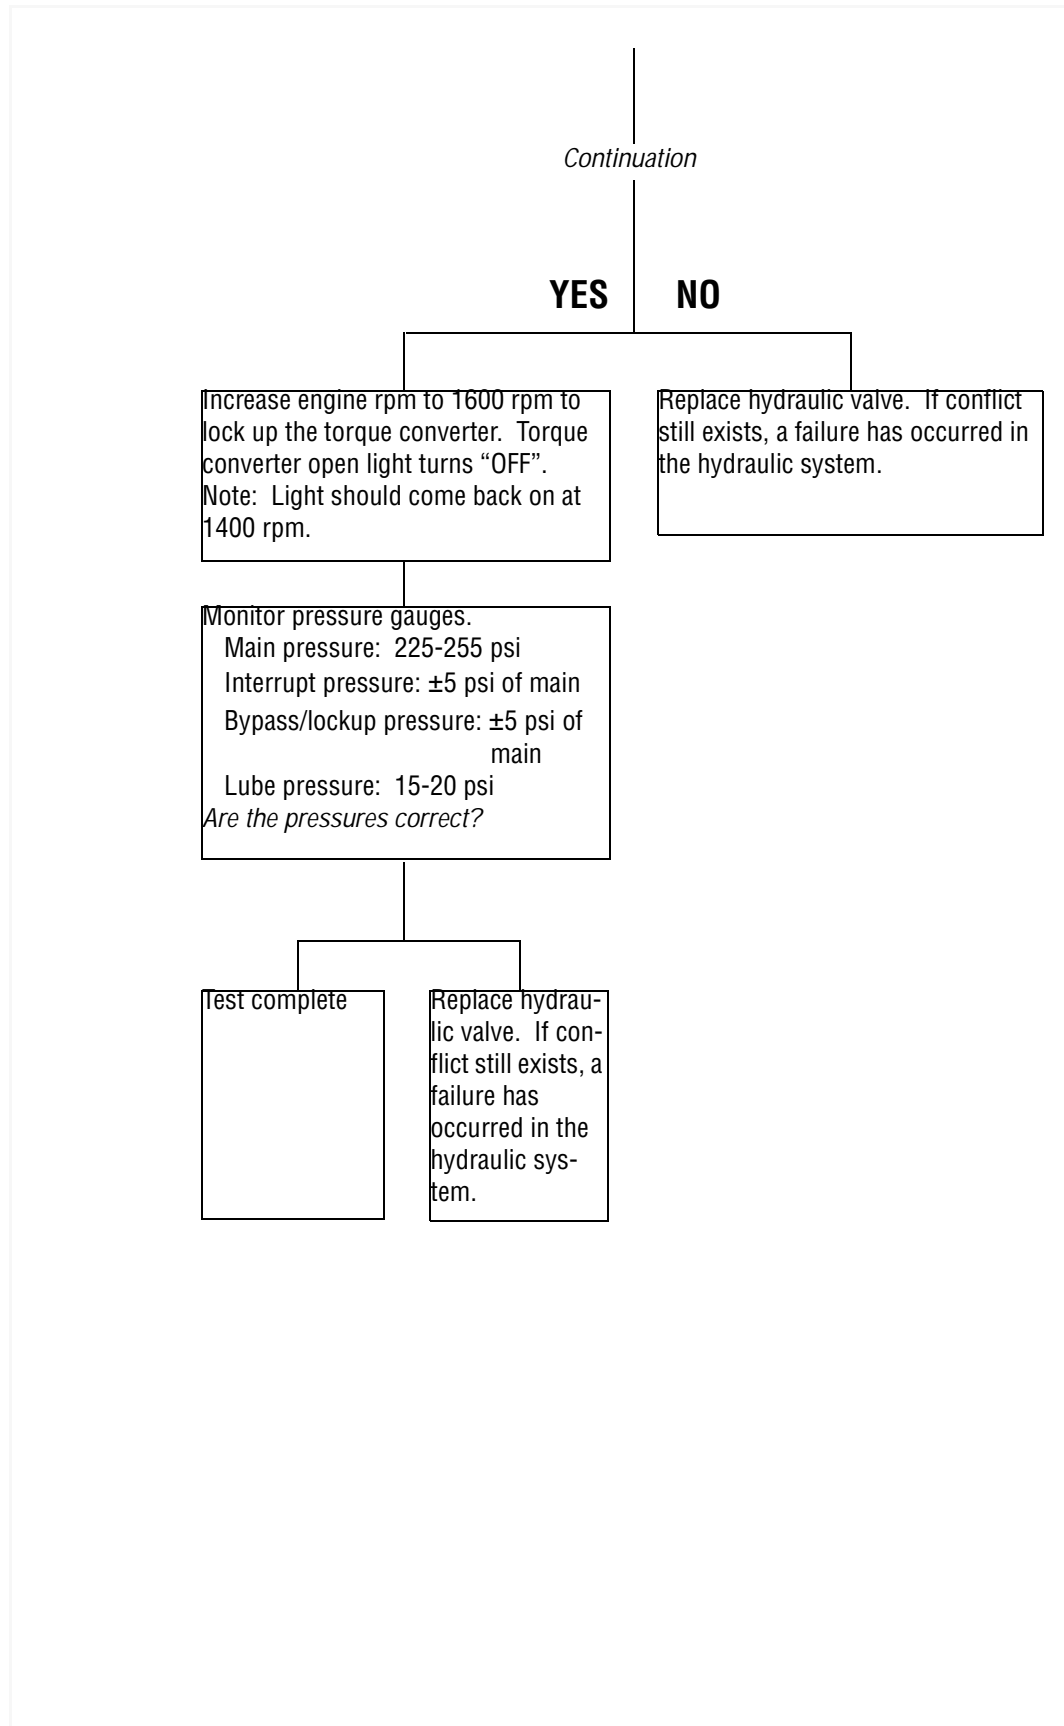 Continuation
YES NO
Increase engine rpm to 1600 rpm to
lock up the torque converter.  Torque
converter open light turns “OFF”.
Note:  Light should come back on at
1400 rpm.
Replace hydraulic valve.  If conflict
still exists, a failure has occurred in
the hydraulic system.
Monitor pressure gauges.
Main pressure:  225-255 psi
Interrupt pressure: ±5 psi of main
Bypass/lockup pressure: ±5 psi of
main
Lube pressure:  15-20 psi
Are the pressures correct?
Test complete
Replace hydrau-
lic valve.  If con-
flict still exists, a
failure has
occurred in the
hydraulic sys-
tem.